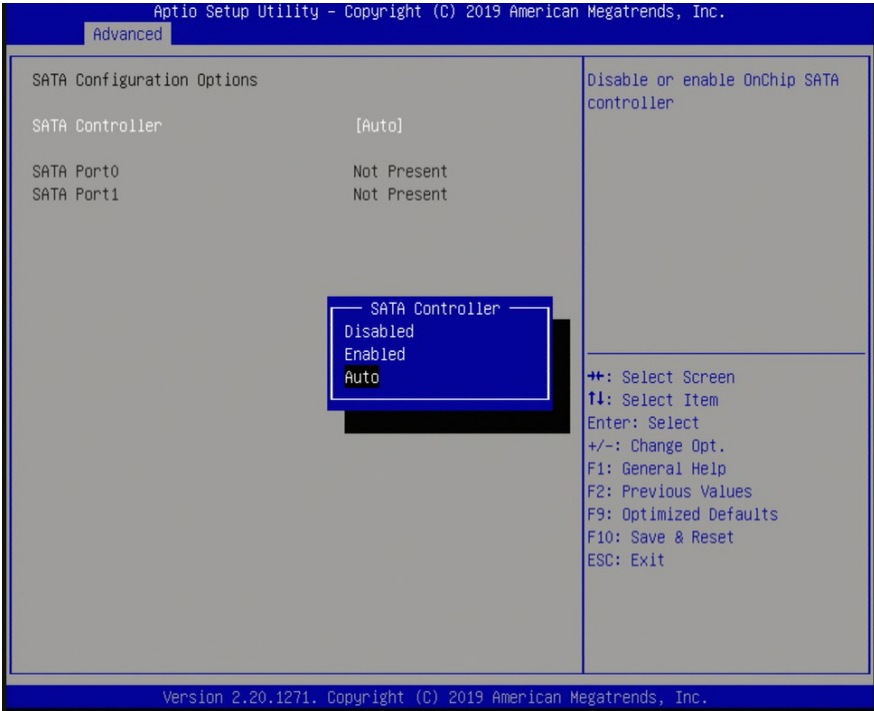 Aptio Setup Utility – Copyright (C) 2019 American Megatrends, Inc.
Advanced
SATA Configuration Options
SATA Controller [Auto]
SATA Port0 Not Present
SATA Port1 Not Present
SATA Controller
Disabled
Enabled
Auto
Disable or enable OnChip SATA
controller
→←: Select Screen
↑↓: Select Item
Enter: Select
+/-: Change Opt.
F1: General Help
F2: Previous Values
F9: Optimized Defaults
F10: Save & Reset
ESC: Exit
Version 2.20.1271. Copyright (C) 2019 American Megatrends, Inc.